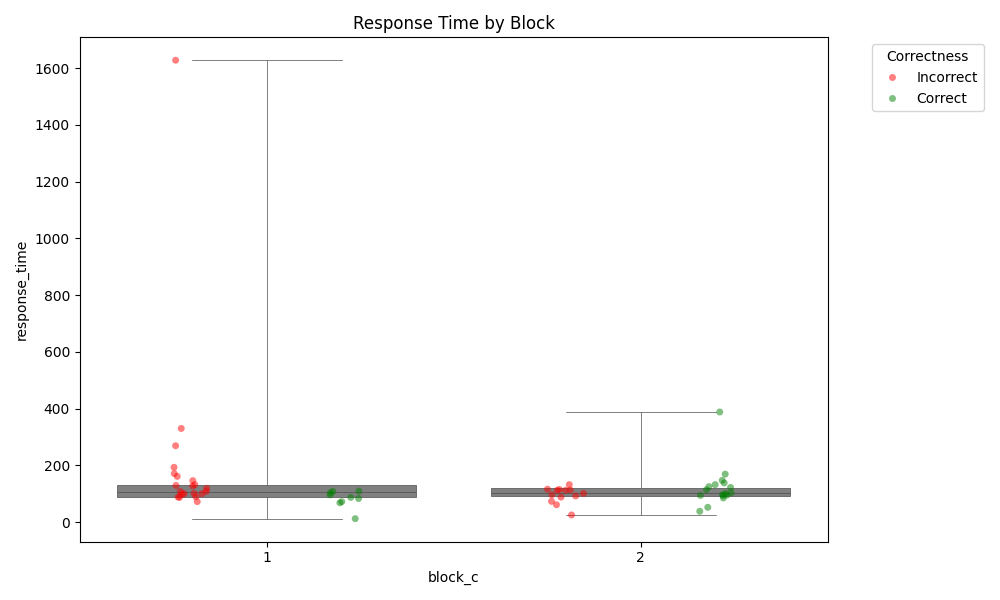 Response Time by Block
Correctness
Incorrect
Correct
1600
1400
1200
1000
800
600
400
200
0
response_time
1
2
block_c